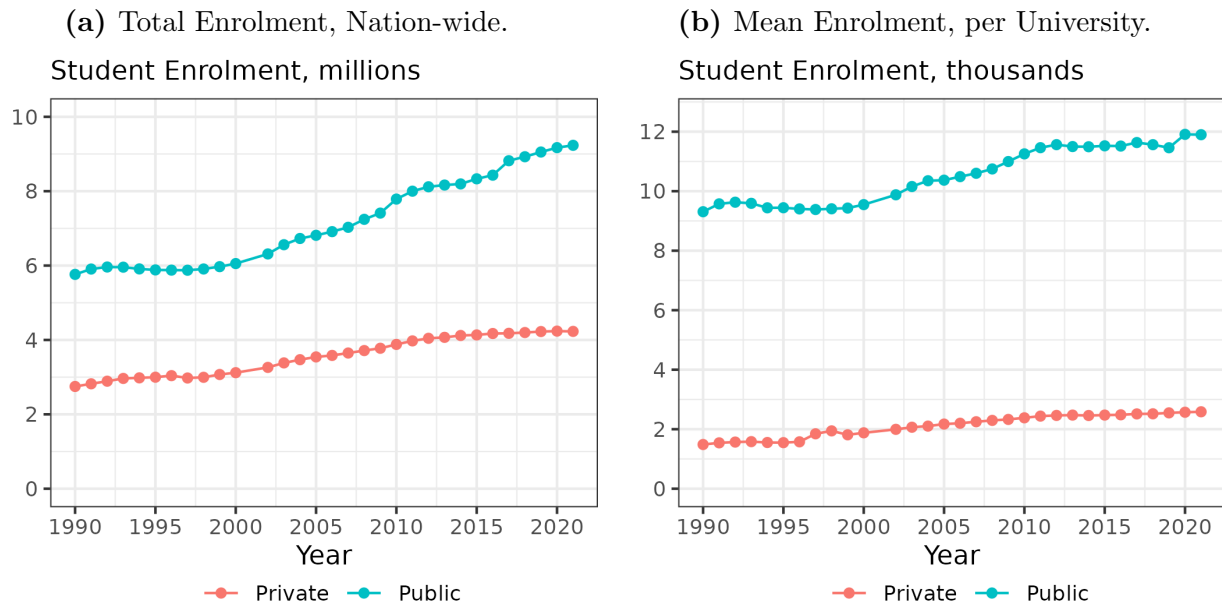 (a) Total Enrolment, Nation-wide.
Student Enrolment, millions
10
8
6
4
2
0
1990 1995 2000 2005 2010 2015 2020
Year
Private Public
(b) Mean Enrolment, per University.
Student Enrolment, thousands
12
10
8
6
4
2
0
1990 1995 2000 2005 2010 2015 2020
Year
Private Public